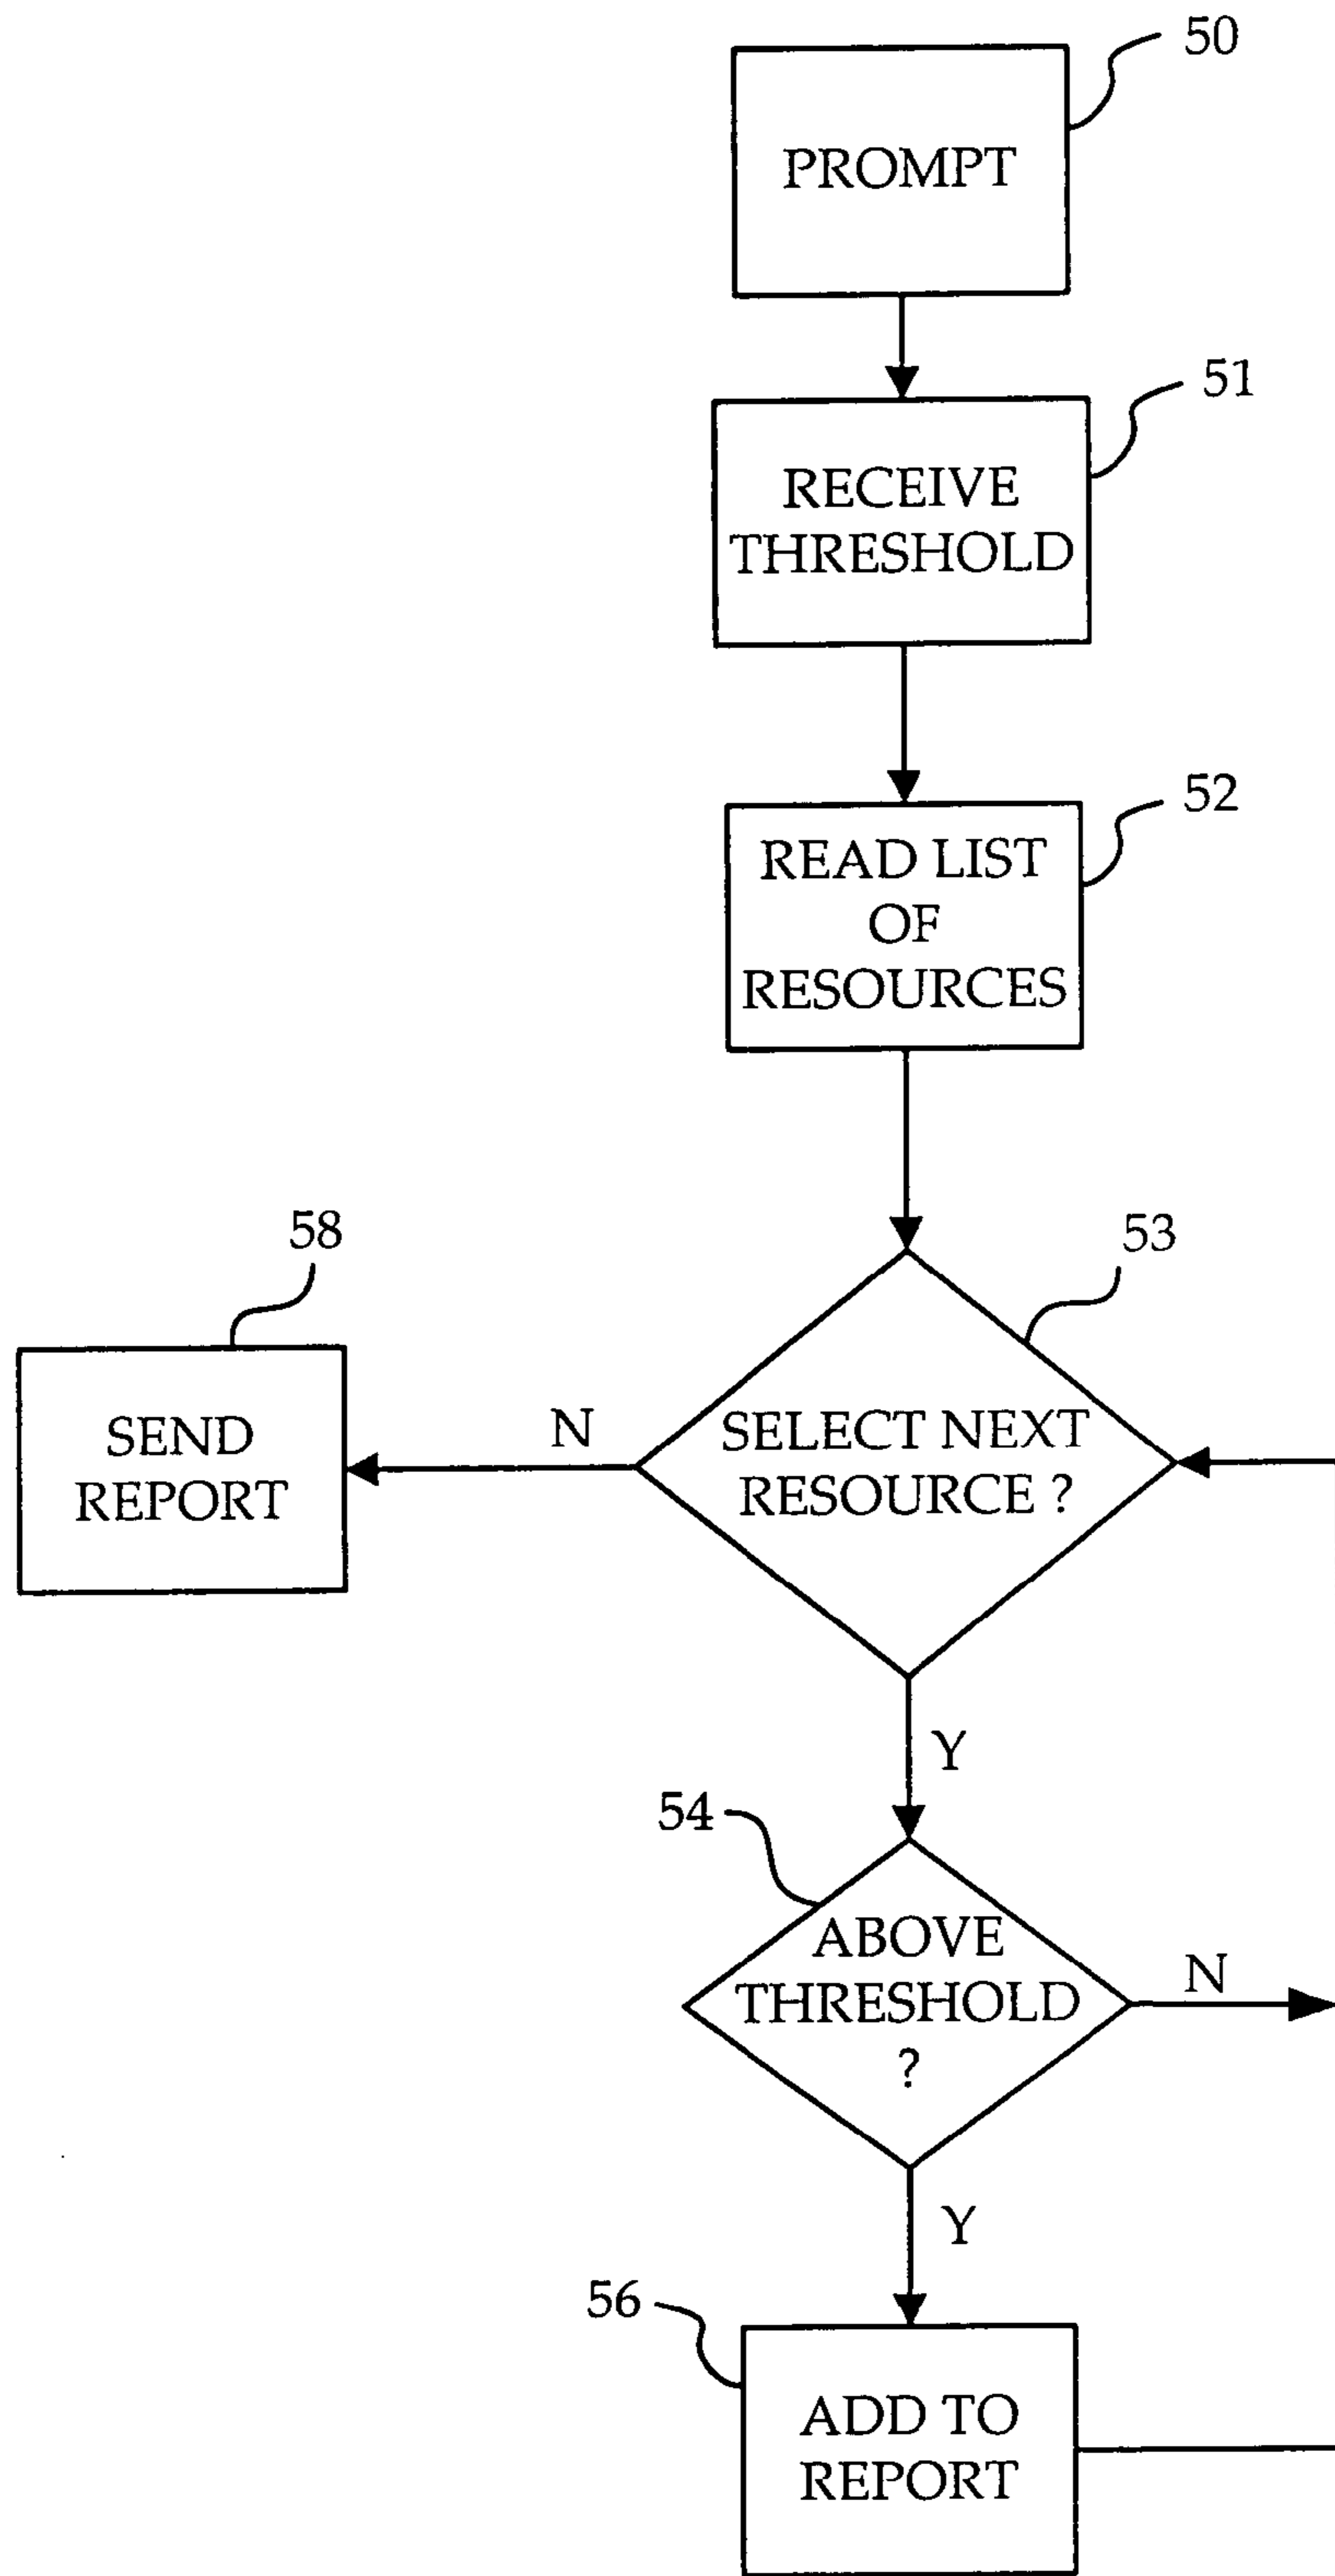 50
PROMPT
51
RECEIVE
THRESHOLD
52
READ LIST
OF
RESOURCES
53
58
SELECT NEXT
RESOURCE ?
N
SEND
REPORT
Y
54
ABOVE
THRESHOLD
?
N
Y
56
ADD TO
REPORT